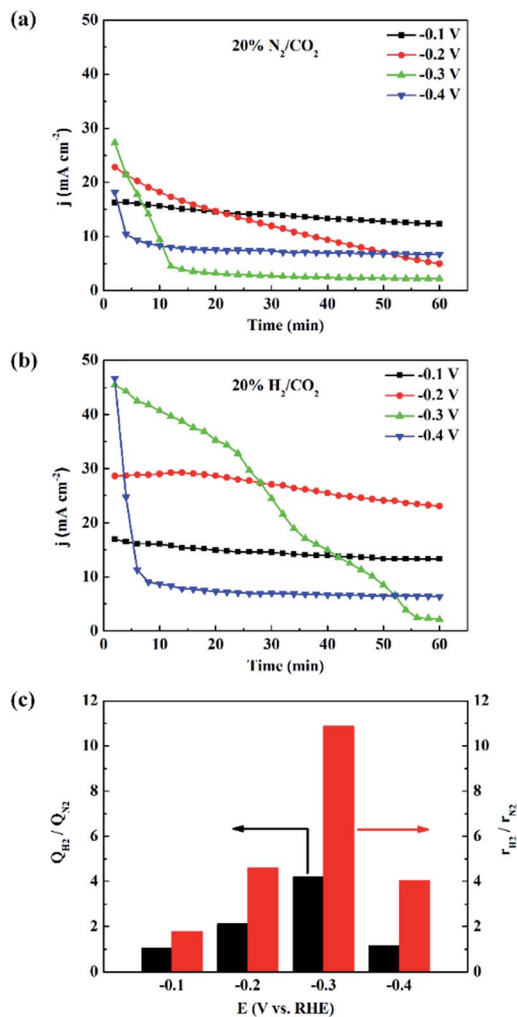 (a)
20% N2/CO2
-0.1 V
-0.2 V
-0.3 V
-0.4 V
j (mA cm-2)
50
40
30
20
10
0
0 10 20 30 40 50 60
Time (min)
(b)
20% H2/CO2
-0.1 V
-0.2 V
-0.3 V
-0.4 V
j (mA cm-2)
50
40
30
20
10
0
0 10 20 30 40 50 60
Time (min)
(c)
QH2 / QN2
12
10
8
6
4
2
0
12
10
8
6
4
2
0
rH2 / rN2
-0.1 -0.2 -0.3 -0.4
E (V vs. RHE)